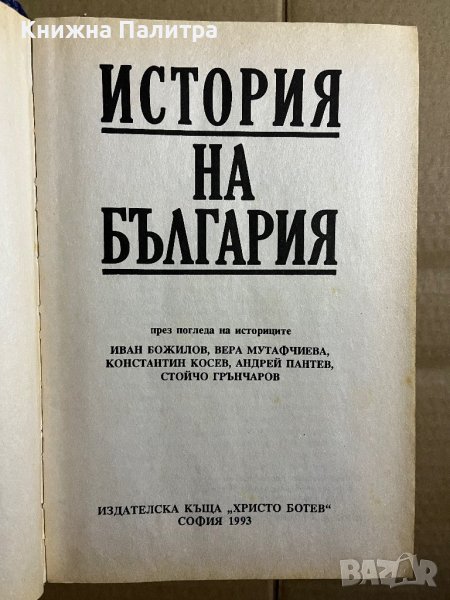 Книжна Палитра
ИСТОРИЯ
НА
БЪЛГАРИЯ
през погледа на историците
ИВАН БОЖИЛОВ, ВЕРА МУТАФЧИЕВА,
КОНСТАНТИН КОСЕВ, АНДРЕЙ ПАНТЕВ,
СТОЙЧО ГРЪНЧАРОВ
ИЗДАТЕЛСКА КЪЩА „ХРИСТО БОТЕВ“
СОФИЯ 1993
BAZAR